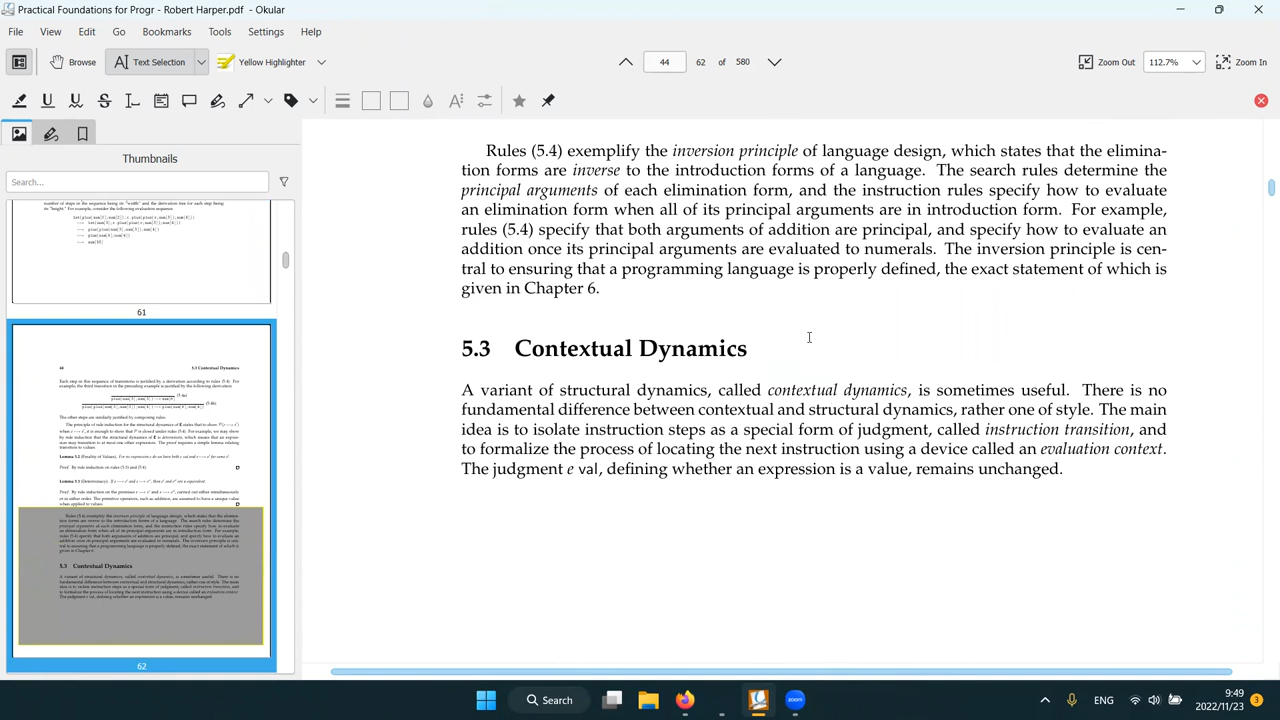 Practical Foundations for Progr - Robert Harper.pdf - Okular
File View Edit Go Bookmarks Tools Settings Help
Browse Text Selection Yellow Highlighter 44 62 of 580 Zoom Out 112.7% Zoom In
Thumbnails
Search...
61
62
Rules (5.4) exemplify the inversion principle of language design, which states that the elimina-
tion forms are inverse to the introduction forms of a language. The search rules determine the
principal arguments of each elimination form, and the instruction rules specify how to evaluate
an elimination form when all of its principal arguments are in introduction form. For example,
rules (5.4) specify that both arguments of addition are principal, and specify how to evaluate an
addition once its principal arguments are evaluated to numerals. The inversion principle is cen-
tral to ensuring that a programming language is properly defined, the exact statement of which is
given in Chapter 6.
5.3 Contextual Dynamics
A variant of structural dynamics, called contextual dynamics, is sometimes useful. There is no
fundamental difference between contextual and structural dynamics, rather one of style. The main
idea is to isolate instruction steps as a special form of judgment, called instruction transition, and
to formalize the process of locating the next instruction using a device called an evaluation context.
The judgment e val, defining whether an expression is a value, remains unchanged.
Search
ENG
9:49
2022/11/23
3